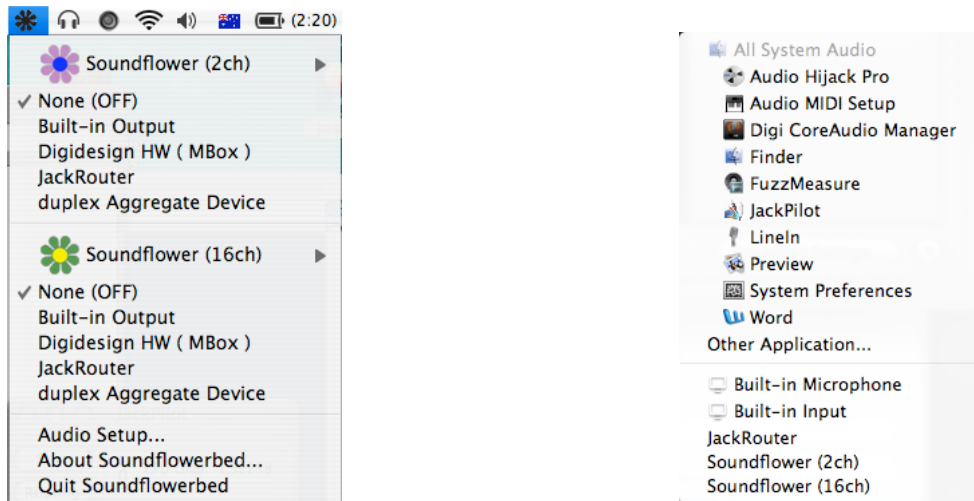 (2:20)
Soundflower (2ch)
None (OFF)
Built-in Output
Digidesign HW ( MBox )
JackRouter
duplex Aggregate Device
Soundflower (16ch)
None (OFF)
Built-in Output
Digidesign HW ( MBox )
JackRouter
duplex Aggregate Device
Audio Setup...
About Soundflowerbed...
Quit Soundflowerbed
All System Audio
Audio Hijack Pro
Audio MIDI Setup
Digi CoreAudio Manager
Finder
FuzzMeasure
JackPilot
LineIn
Preview
System Preferences
Word
Other Application...
Built-in Microphone
Built-in Input
JackRouter
Soundflower (2ch)
Soundflower (16ch)